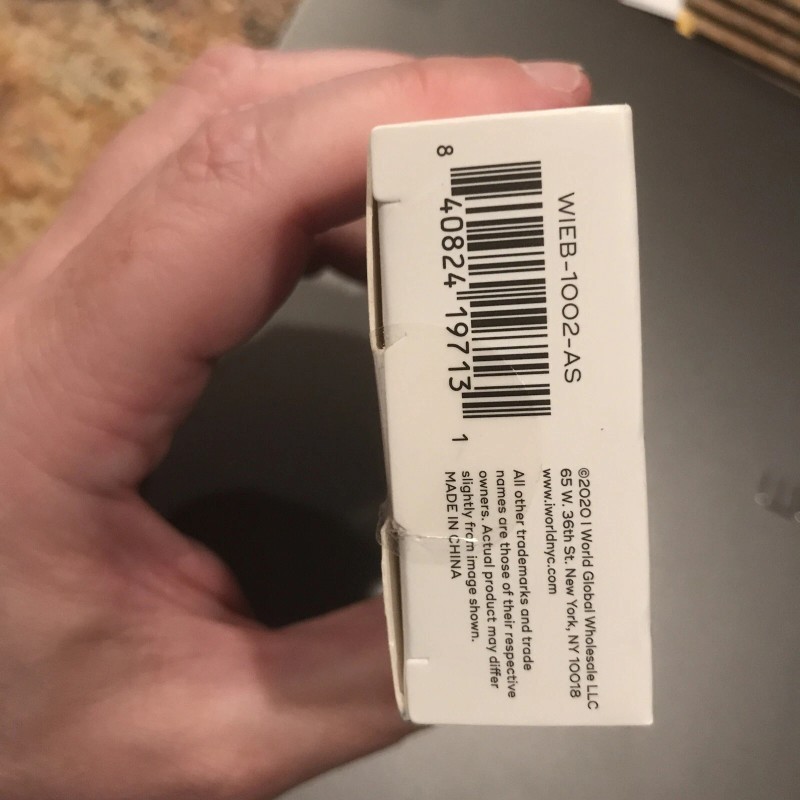 WIEB-1002-AS
8 40824 19713 1
©2020 I World Global Wholesale LLC
65 W. 36th St. New York, NY 10018
www.iworldnyc.com
All other trademarks and trade
names are those of their respective
owners. Actual product may differ
slightly from image shown.
MADE IN CHINA